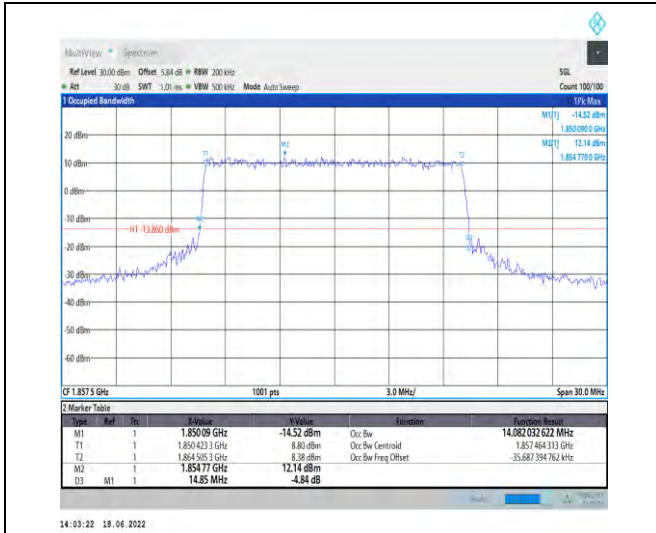 MultiView Spectrum
Ref Level 30.00 dBm Offset 5.84 dB RBW 200 kHz SGL
Att 30 dB SWT 1.01 ms VBW 500 kHz Mode Auto Sweep Count 100/100
1 Occupied Bandwidth 1Pk Max
M1[1] -14.52 dBm
1.850 090 0 GHz
M2[1] 12.14 dBm
1.854 770 0 GHz
20 dBm
M2
T1
T2
10 dBm
0 dBm
-10 dBm
H1 -13.860 dBm
-20 dBm
-30 dBm
-40 dBm
-50 dBm
-60 dBm
CF 1.857 5 GHz 1001 pts 3.0 MHz/ Span 30.0 MHz
2 Marker Table
Type Ref Trc X-Value Y-Value Function Function Result
M1 1 1.850 09 GHz -14.52 dBm Occ Bw 14.082 032 622 MHz
T1 1 1.850 423 3 GHz 8.80 dBm Occ Bw Centroid 1.857 464 313 GHz
T2 1 1.864 505 3 GHz 8.38 dBm Occ Bw Freq Offset -35.687 394 762 kHz
M2 1 1.854 77 GHz 12.14 dBm
D3 M1 1 14.85 MHz -4.84 dB
14:03:22 18.06.2022